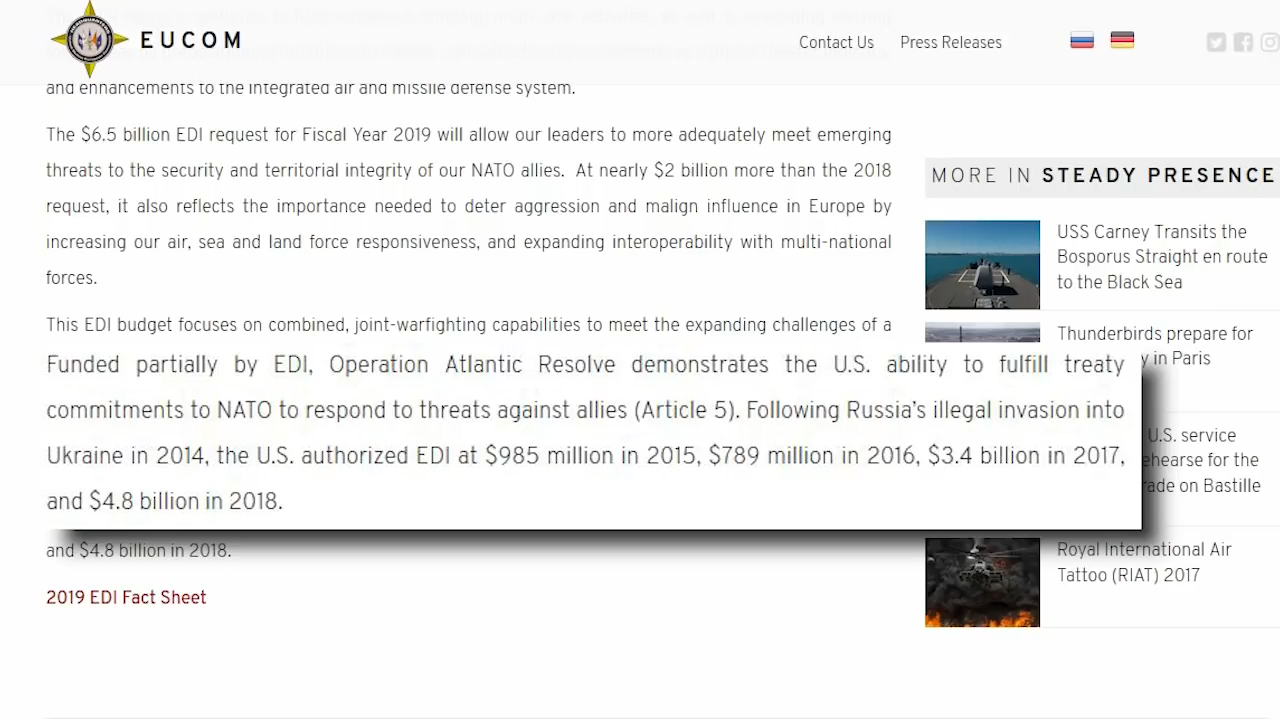 EUCOM
Contact Us Press Releases
and enhancements to the integrated air and missile defense system.
The $6.5 billion EDI request for Fiscal Year 2019 will allow our leaders to more adequately meet emerging
threats to the security and territorial integrity of our NATO allies. At nearly $2 billion more than the 2018
request, it also reflects the importance needed to deter aggression and malign influence in Europe by
increasing our air, sea and land force responsiveness, and expanding interoperability with multi-national
forces.
This EDI budget focuses on combined, joint-warfighting capabilities to meet the expanding challenges of a
Funded partially by EDI, Operation Atlantic Resolve demonstrates the U.S. ability to fulfill treaty
commitments to NATO to respond to threats against allies (Article 5). Following Russia's illegal invasion into
Ukraine in 2014, the U.S. authorized EDI at $985 million in 2015, $789 million in 2016, $3.4 billion in 2017,
and $4.8 billion in 2018.
and $4.8 billion in 2018.
2019 EDI Fact Sheet
MORE IN STEADY PRESENCE
USS Carney Transits the
Bosporus Straight en route
to the Black Sea
Thunderbirds prepare for
y in Paris
U.S. service
ehearse for the
rade on Bastille
Royal International Air
Tattoo (RIAT) 2017